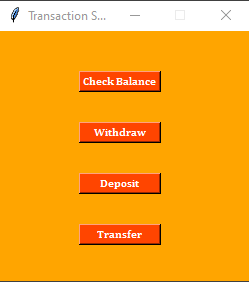 Transaction S...
Check Balance
Withdraw
Deposit
Transfer